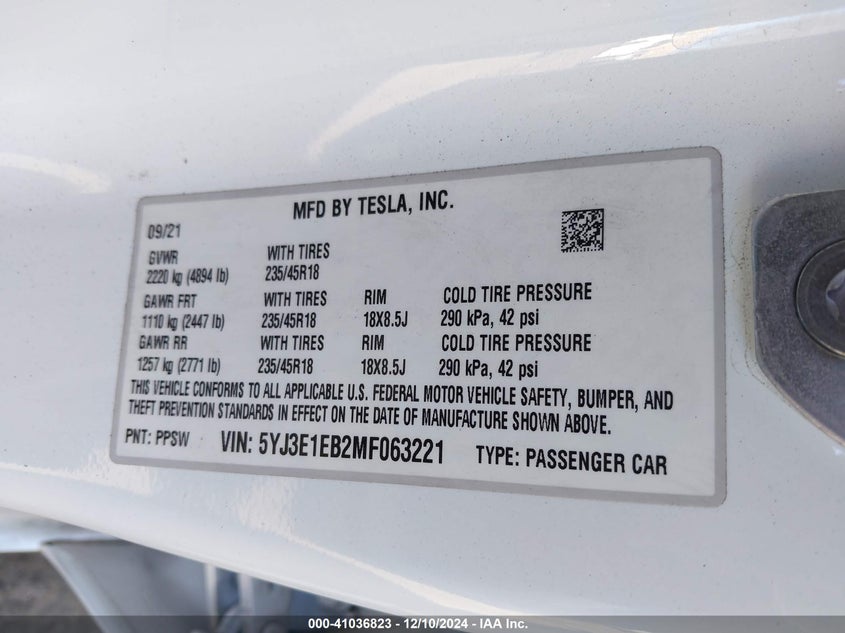 MFD BY TESLA, INC.
09/21
GVWR WITH TIRES
2220 kg (4894 lb) 235/45R18
GAWR FRT WITH TIRES RIM COLD TIRE PRESSURE
1110 kg (2447 lb) 235/45R18 18X8.5J 290 kPa, 42 psi
GAWR RR WITH TIRES RIM COLD TIRE PRESSURE
1257 kg (2771 lb) 235/45R18 18X8.5J 290 kPa, 42 psi
THIS VEHICLE CONFORMS TO ALL APPLICABLE U.S. FEDERAL MOTOR VEHICLE SAFETY, BUMPER, AND
THEFT PREVENTION STANDARDS IN EFFECT ON THE DATE OF MANUFACTURE SHOWN ABOVE.
PNT: PPSW VIN: 5YJ3E1EB2MF063221 TYPE: PASSENGER CAR
000-41036823 - 12/10/2024 - IAA Inc.